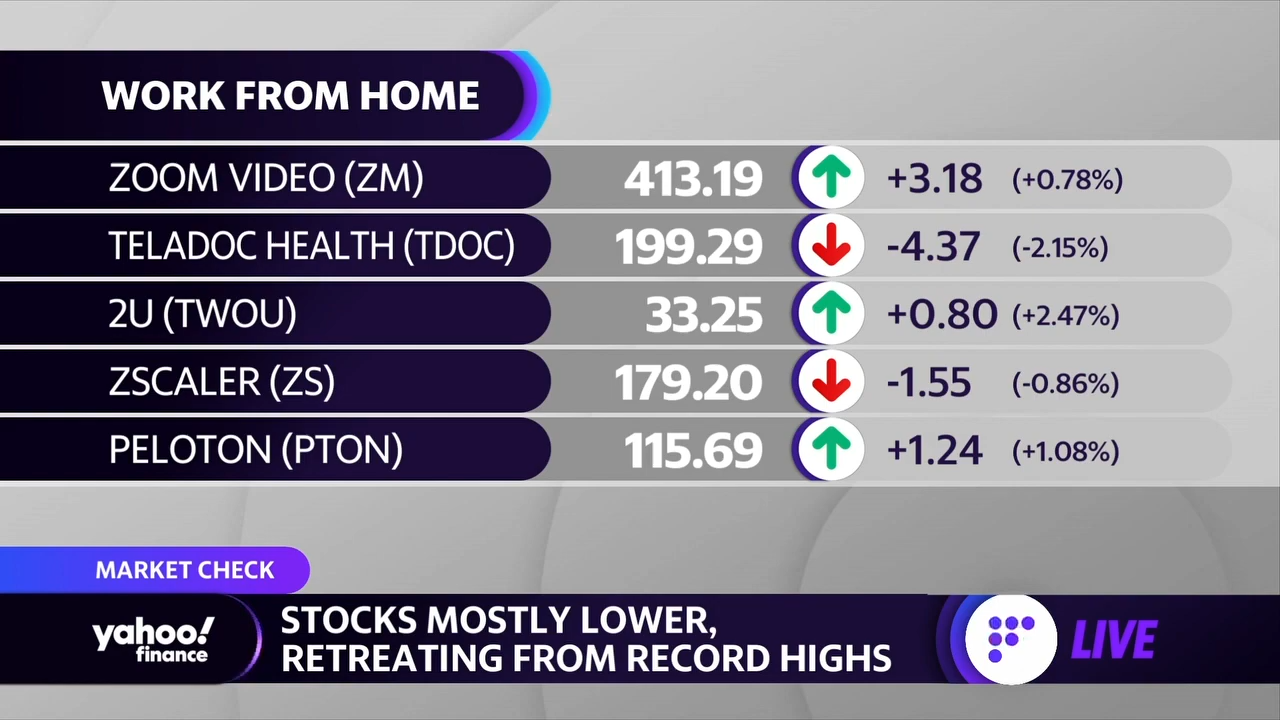 WORK FROM HOME
ZOOM VIDEO (ZM) 413.19 +3.18 (+0.78%)
TELADOC HEALTH (TDOC) 199.29 -4.37 (-2.15%)
2U (TWOU) 33.25 +0.80 (+2.47%)
ZSCALER (ZS) 179.20 -1.55 (-0.86%)
PELOTON (PTON) 115.69 +1.24 (+1.08%)
MARKET CHECK
yahoo!
finance
STOCKS MOSTLY LOWER,
RETREATING FROM RECORD HIGHS
LIVE